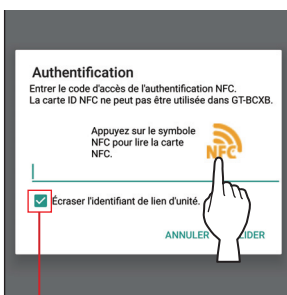 Authentification
Entrer le code d'accès de l'authentification NFC.
La carte ID NFC ne peut pas être utilisée dans GT-BCXB.
Appuyez sur le symbole
NFC pour lire la carte
NFC.
NFC
Écraser l'identifiant de lien d'unité.
ANNULER